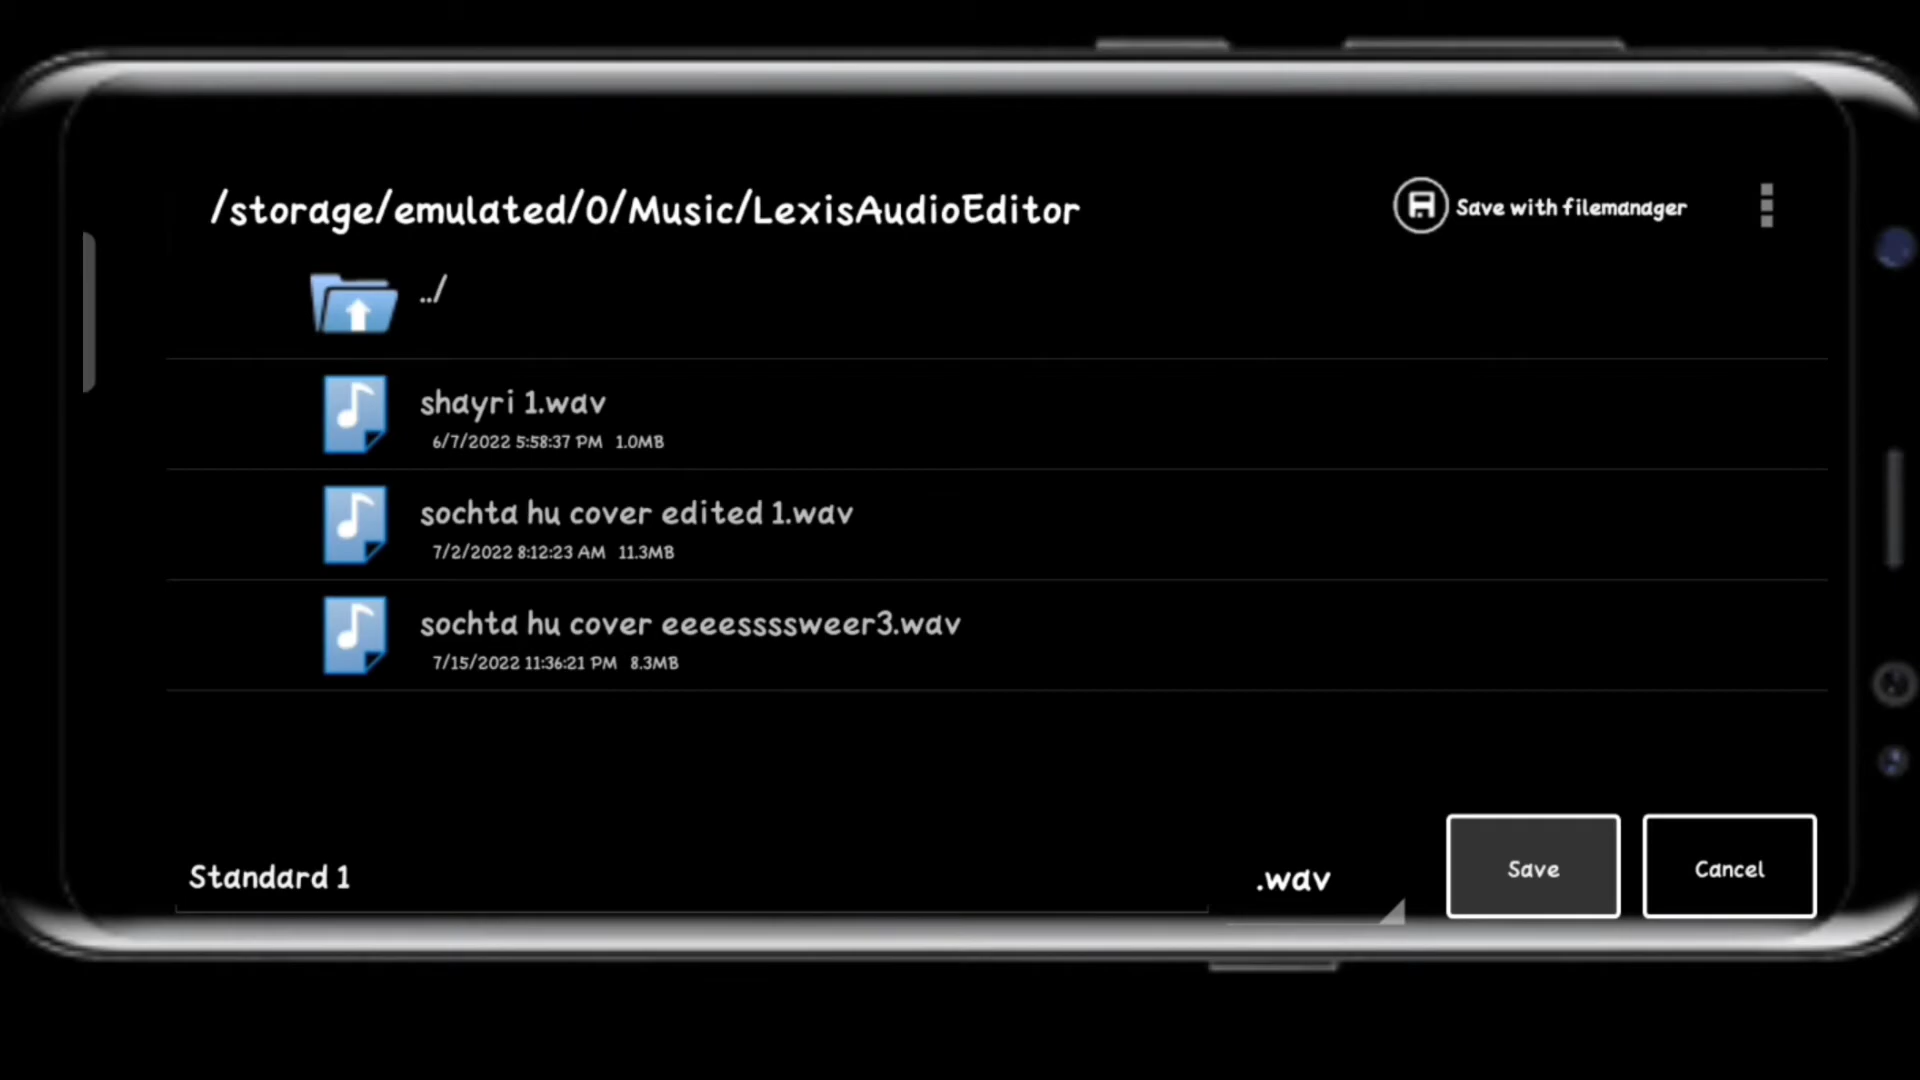 /storage/emulated/0/Music/LexisAudioEditor
Save with filemanager
../
shayri 1.wav
6/7/2022 5:58:37 PM 1.0MB
sochta hu cover edited 1.wav
7/2/2022 8:12:23 AM 11.3MB
sochta hu cover eeeessssweer3.wav
7/15/2022 11:36:21 PM 8.3MB
Standard 1
.wav
Save
Cancel